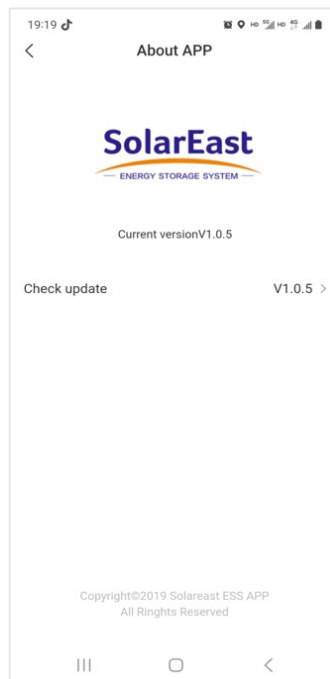 19:19
About APP
SolarEast
ENERGY STORAGE SYSTEM
Current versionV1.0.5
Check update V1.0.5
Copyright©2019 Solareast ESS APP
All Ringhts Reserved